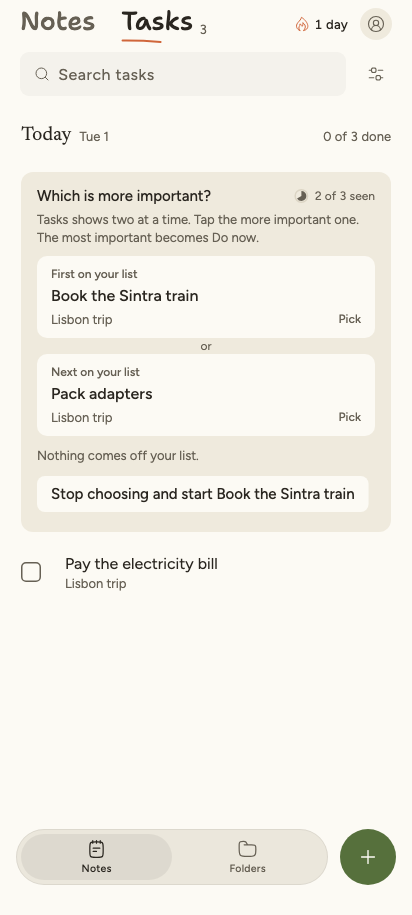 Notes Tasks 3 1 day
Search tasks
Today Tue 1 0 of 3 done
Which is more important? 2 of 3 seen
Tasks shows two at a time. Tap the more important one.
The most important becomes Do now.
First on your list
Book the Sintra train
Lisbon trip Pick
or
Next on your list
Pack adapters
Lisbon trip Pick
Nothing comes off your list.
Stop choosing and start Book the Sintra train
Pay the electricity bill
Lisbon trip
Notes Folders